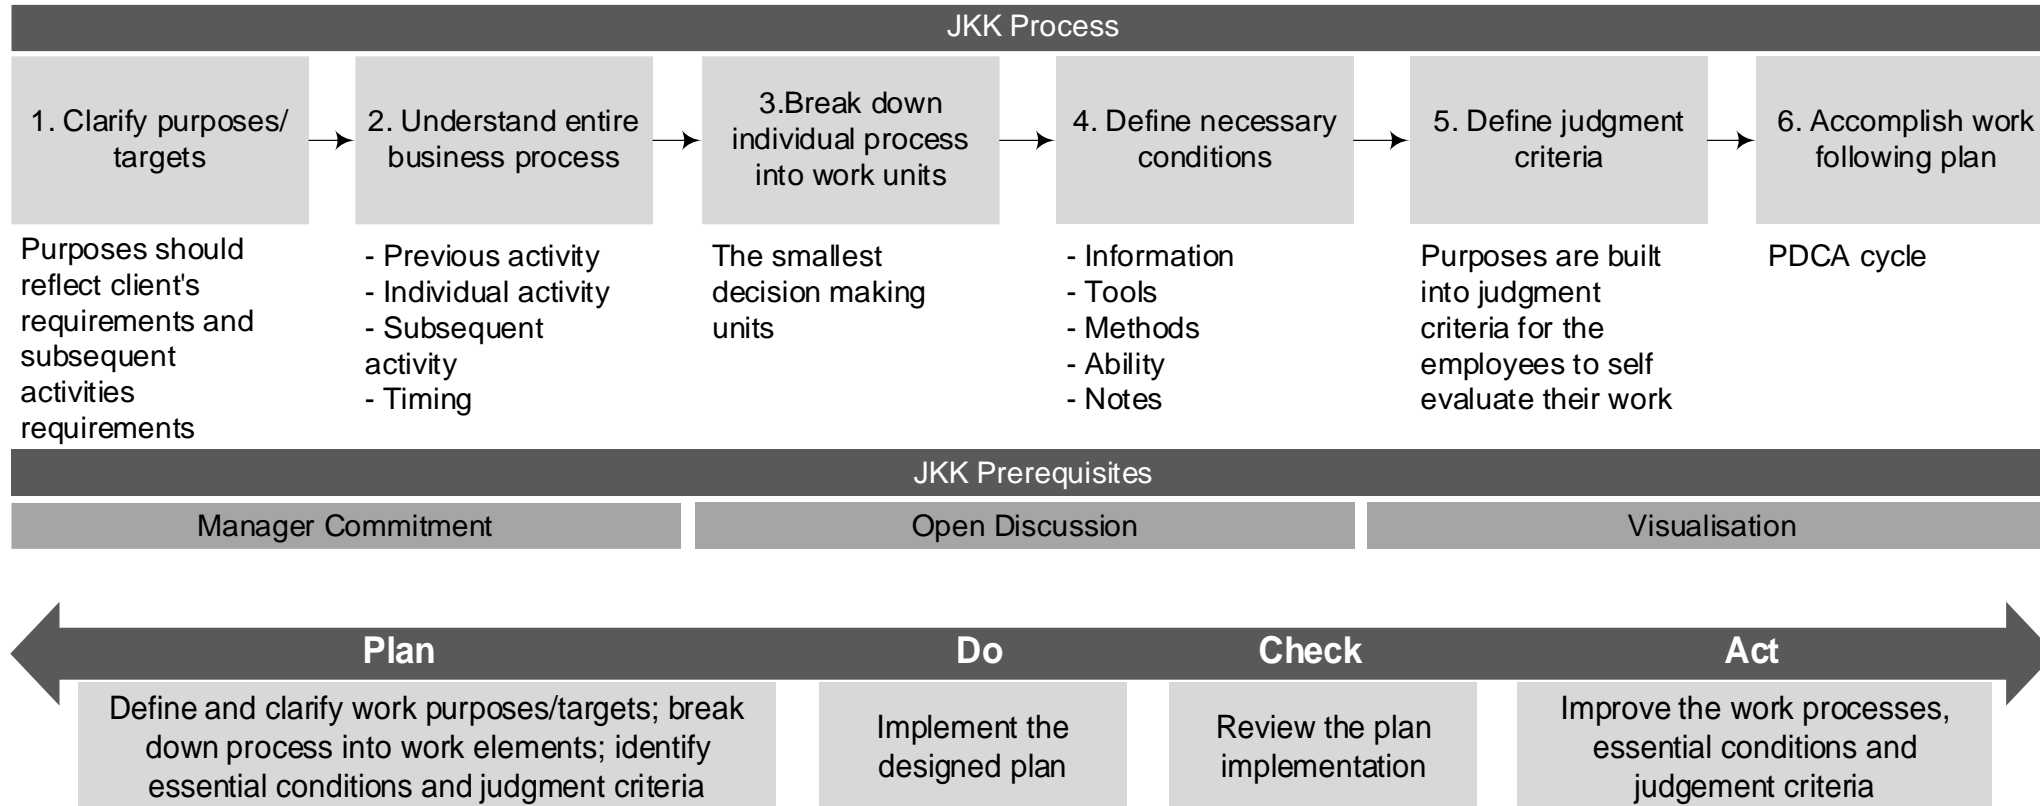 JKK Process
1. Clarify purposes/
targets
2. Understand entire
business process
3.Break down
individual process
into work units
4. Define necessary
conditions
5. Define judgment
criteria
6. Accomplish work
following plan
Purposes should
reflect client's
requirements and
subsequent
activities
requirements
- Previous activity
- Individual activity
- Subsequent
activity
- Timing
The smallest
decision making
units
- Information
- Tools
- Methods
- Ability
- Notes
Purposes are built
into judgment
criteria for the
employees to self
evaluate their work
PDCA cycle
JKK Prerequisites
Manager Commitment
Open Discussion
Visualisation
Plan
Do
Check
Act
Define and clarify work purposes/targets; break
down process into work elements; identify
essential conditions and judgment criteria
Implement the
designed plan
Review the plan
implementation
Improve the work processes,
essential conditions and
judgement criteria